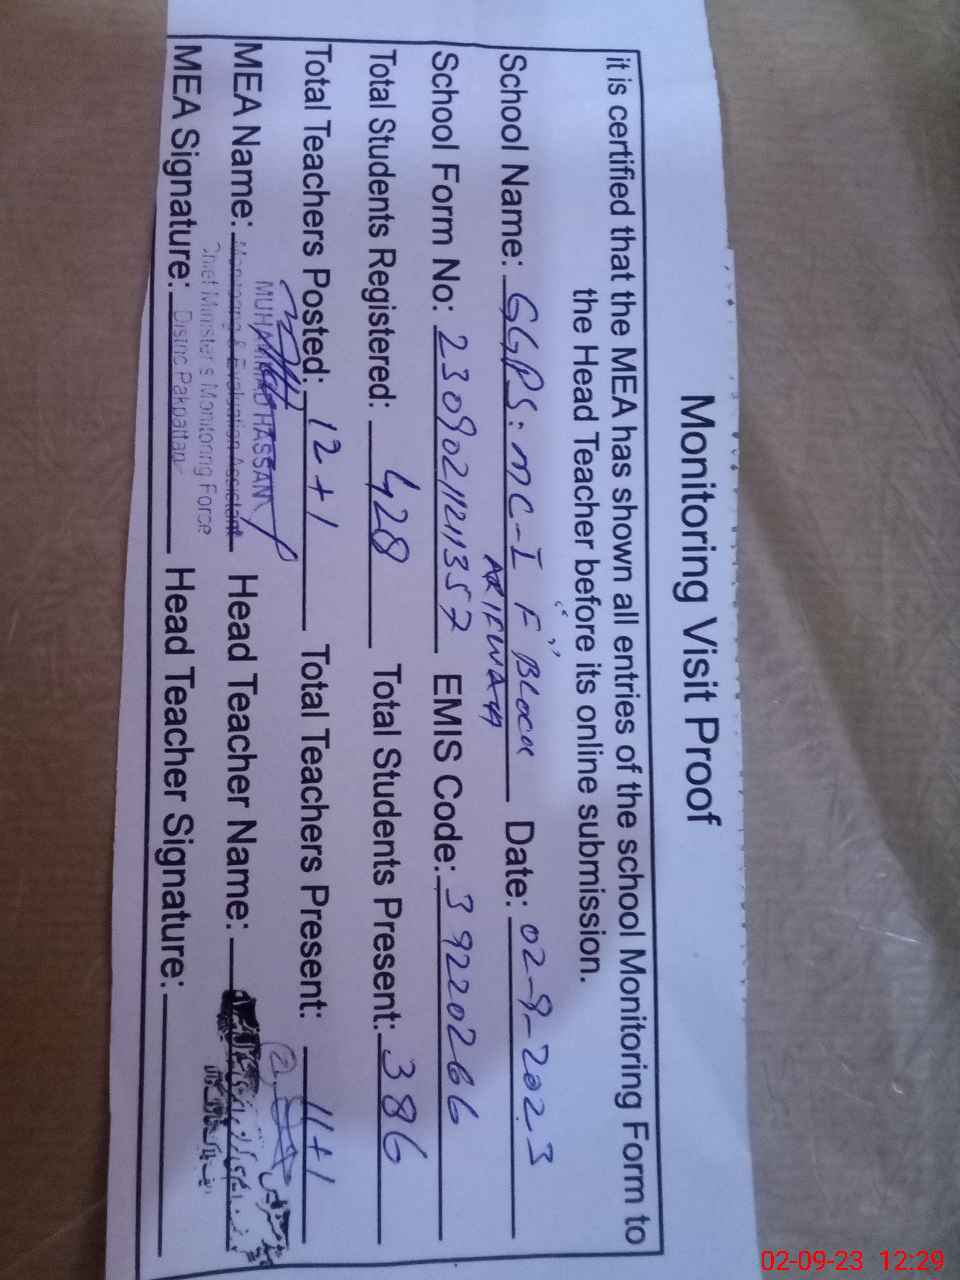 Monitoring Visit Proof
it is certified that the MEA has shown all entries of the school Monitoring Form to
the Head Teacher before its online submission.
School Name: GGPS: MC-I "F" Block Date: 02-9-2023
ARIFWALA
School Form No: 2309021121357 EMIS Code: 39220266
Total Students Registered: 428 Total Students Present: 386
Total Teachers Posted: 12+1 Total Teachers Present: 11+1
MUHAMMAD HASSAN
MEA Name: Monitoring & Evaluation Assistant Head Teacher Name:
Chief Minister's Monitoring Force
MEA Signature: District Pakpattan Head Teacher Signature:
02-09-23 12:29